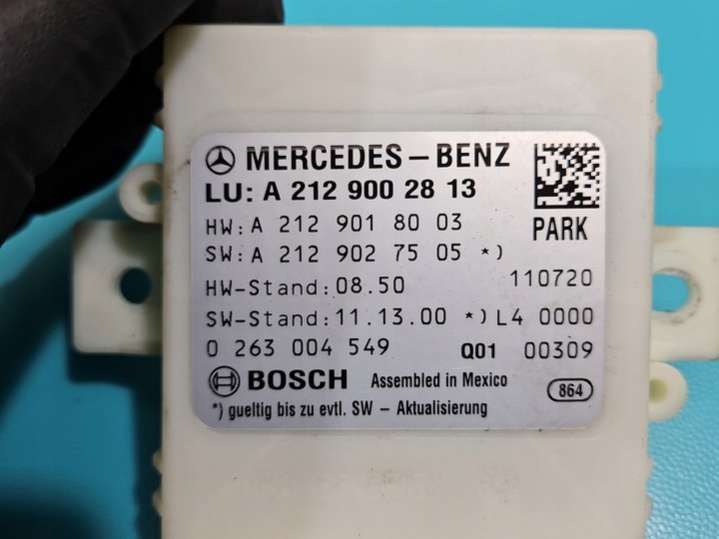 MERCEDES-BENZ
LU: A 212 900 28 13
HW: A 212 901 80 03
PARK
SW: A 212 902 75 05 *)
HW-Stand: 08.50
110720
SW-Stand: 11.13.00 *) L4 0000
0 263 004 549 Q01 00309
BOSCH Assembled in Mexico 864
*) gueltig bis zu evtl. SW - Aktualisierung